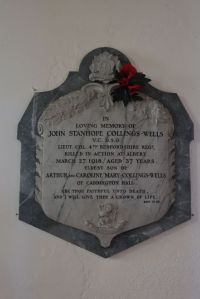 IN
LOVING MEMORY OF
JOHN STANHOPE COLLINGS-WELLS
V.C. D.S.O.
LIEUT. COL. 4TH BEDFORDSHIRE REGT.
KILLED IN ACTION AT ALBERT
MARCH 27 1918, AGED 37 YEARS.
ELDEST SON OF
ARTHUR AND CAROLINE MARY COLLINGS-WELLS
OF CADDINGTON HALL.
BE THOU FAITHFUL UNTO DEATH,
AND I WILL GIVE THEE A CROWN OF LIFE.